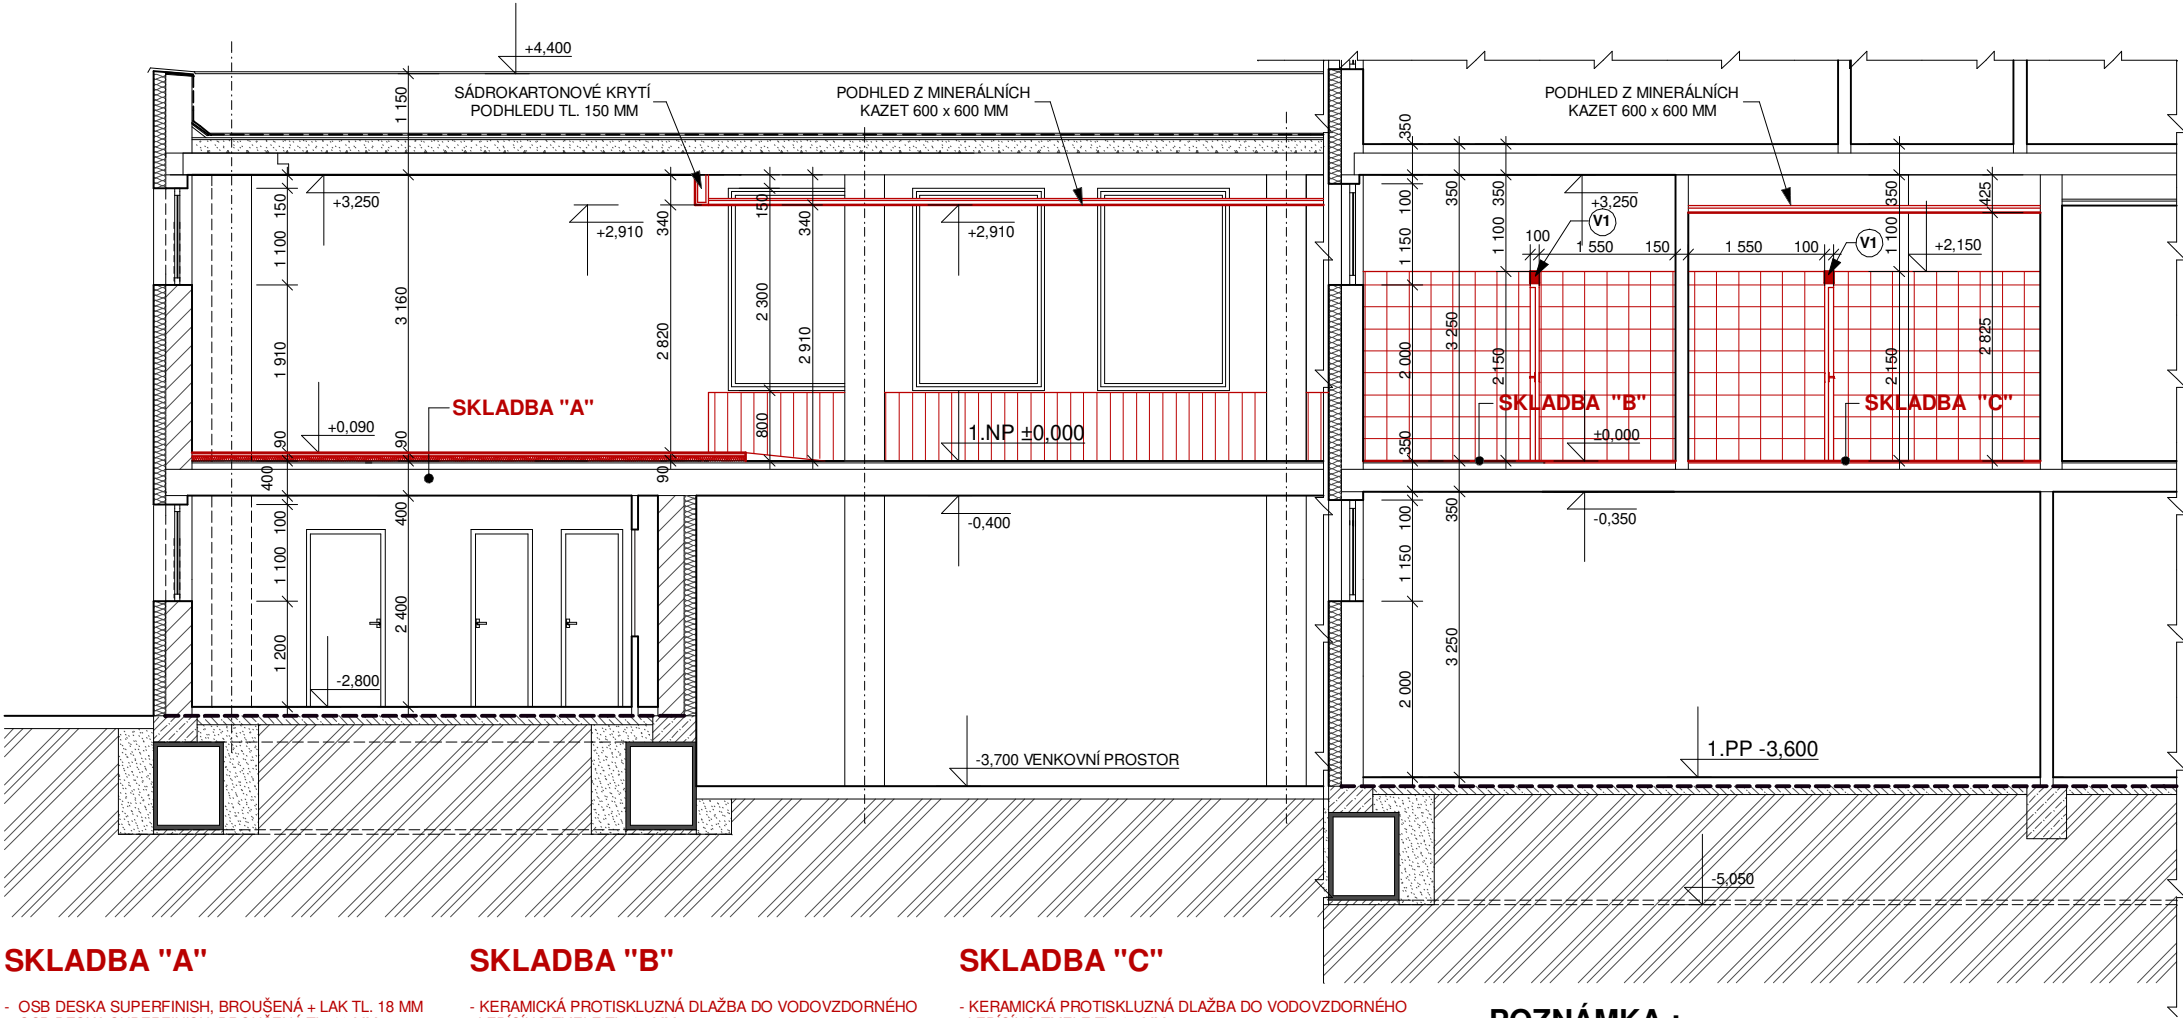 +4,400
SÁDROKARTONOVÉ KRYTÍ
PODHLEDU TL. 150 MM
PODHLED Z MINERÁLNÍCH
KAZET 600 x 600 MM
PODHLED Z MINERÁLNÍCH
KAZET 600 x 600 MM
1 150
350
150
+3,250
340
+2,910
150
340
+2,910
100
350
350
+3,250
V1
350
425
1 100
1 150
1 100
100
1 550
150
1 550
100
V1
1 100
+2,150
3 160
2 300
1 910
2 820
2 910
2 000
3 250
2 150
2 150
2 825
SKLADBA "A"
SKLADBA "B"
SKLADBA "C"
+0,090
90
90
800
1.NP ±0,000
350
±0,000
400
90
100
400
-0,400
100
350
-0,350
1 100
1 150
1 200
2 400
-2,800
2 000
3 250
-3,700 VENKOVNÍ PROSTOR
1.PP -3,600
-5,050
SKLADBA "A"
SKLADBA "B"
SKLADBA "C"
- OSB DESKA SUPERFINISH, BROUŠENÁ + LAK TL. 18 MM
- KERAMICKÁ PROTISKLUZNÁ DLAŽBA DO VODOVZDORNÉHO
- KERAMICKÁ PROTISKLUZNÁ DLAŽBA DO VODOVZDORNÉHO
POZNÁMKA :